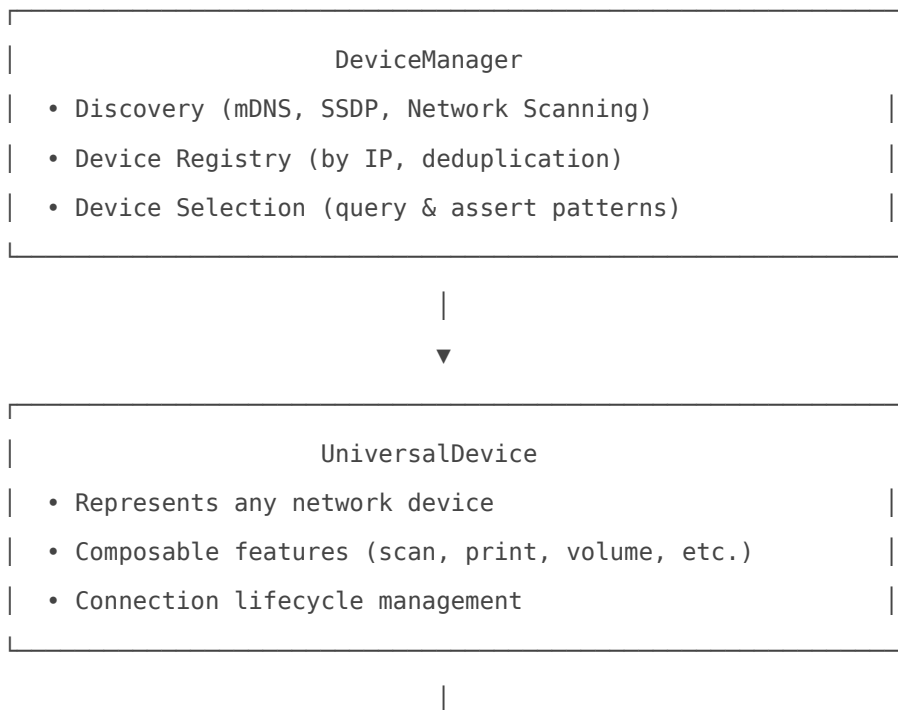 DeviceManager
• Discovery (mDNS, SSDP, Network Scanning)
• Device Registry (by IP, deduplication)
• Device Selection (query & assert patterns)
UniversalDevice
• Represents any network device
• Composable features (scan, print, volume, etc.)
• Connection lifecycle management